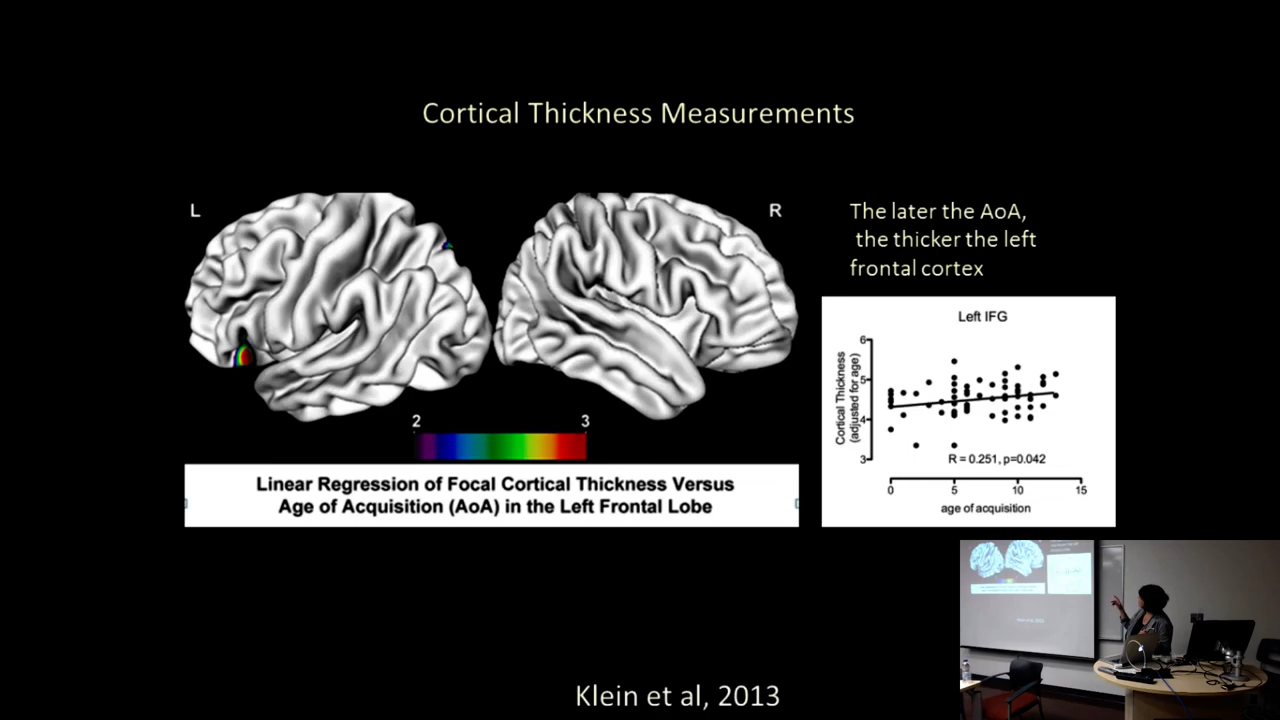 Cortical Thickness Measurements
L
R
The later the AoA,
the thicker the left
frontal cortex
2
3
Linear Regression of Focal Cortical Thickness Versus
Age of Acquisition (AoA) in the Left Frontal Lobe
Left IFG
Cortical Thickness
(adjusted for age)
6
5
4
3
R = 0.251, p=0.042
0
5
10
15
age of acquisition
Klein et al, 2013